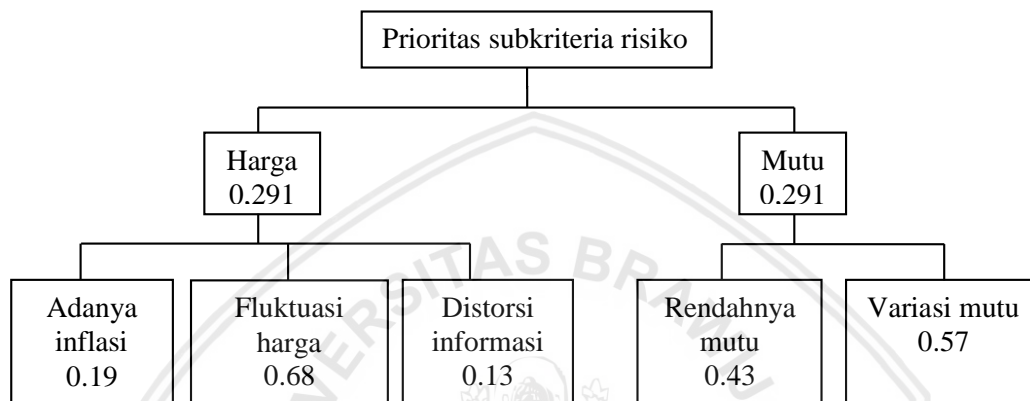 Prioritas subkriteria risiko
Harga
0.291
Mutu
0.291
Adanya
inflasi
0.19
Fluktuasi
harga
0.68
Distorsi
informasi
0.13
Rendahnya
mutu
0.43
Variasi mutu
0.57